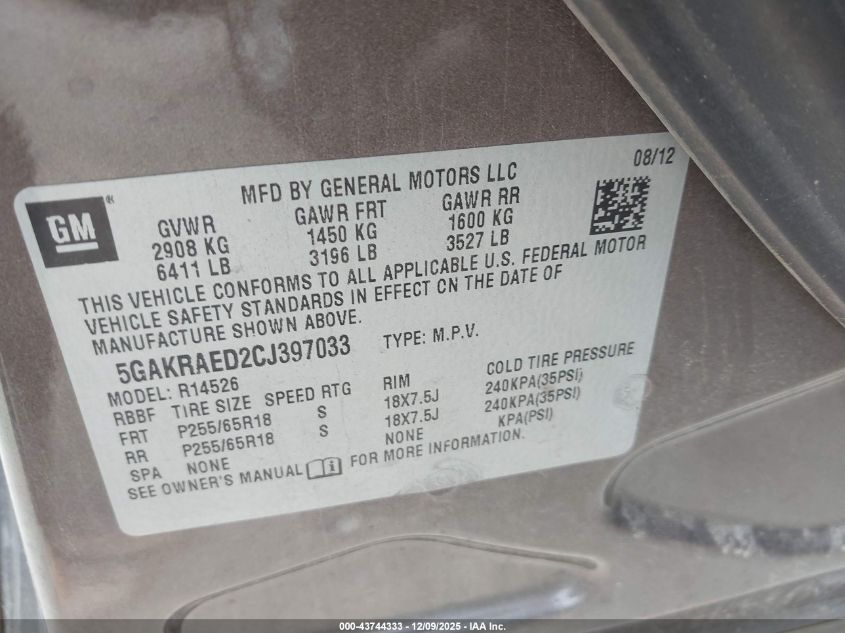 08/12
MFD BY GENERAL MOTORS LLC
GM®
GVWR GAWR FRT GAWR RR
2908 KG 1450 KG 1600 KG
6411 LB 3196 LB 3527 LB
THIS VEHICLE CONFORMS TO ALL APPLICABLE U.S. FEDERAL MOTOR
VEHICLE SAFETY STANDARDS IN EFFECT ON THE DATE OF
MANUFACTURE SHOWN ABOVE.
5GAKRAED2CJ397033 TYPE: M.P.V.
MODEL: R14526
RBBF TIRE SIZE SPEED RTG RIM COLD TIRE PRESSURE
FRT P255/65R18 S 18X7.5J 240KPA(35PSI)
RR P255/65R18 S 18X7.5J 240KPA(35PSI)
SPA NONE NONE KPA(PSI)
SEE OWNER'S MANUAL FOR MORE INFORMATION.
000-43744333 - 12/09/2025 - IAA Inc.